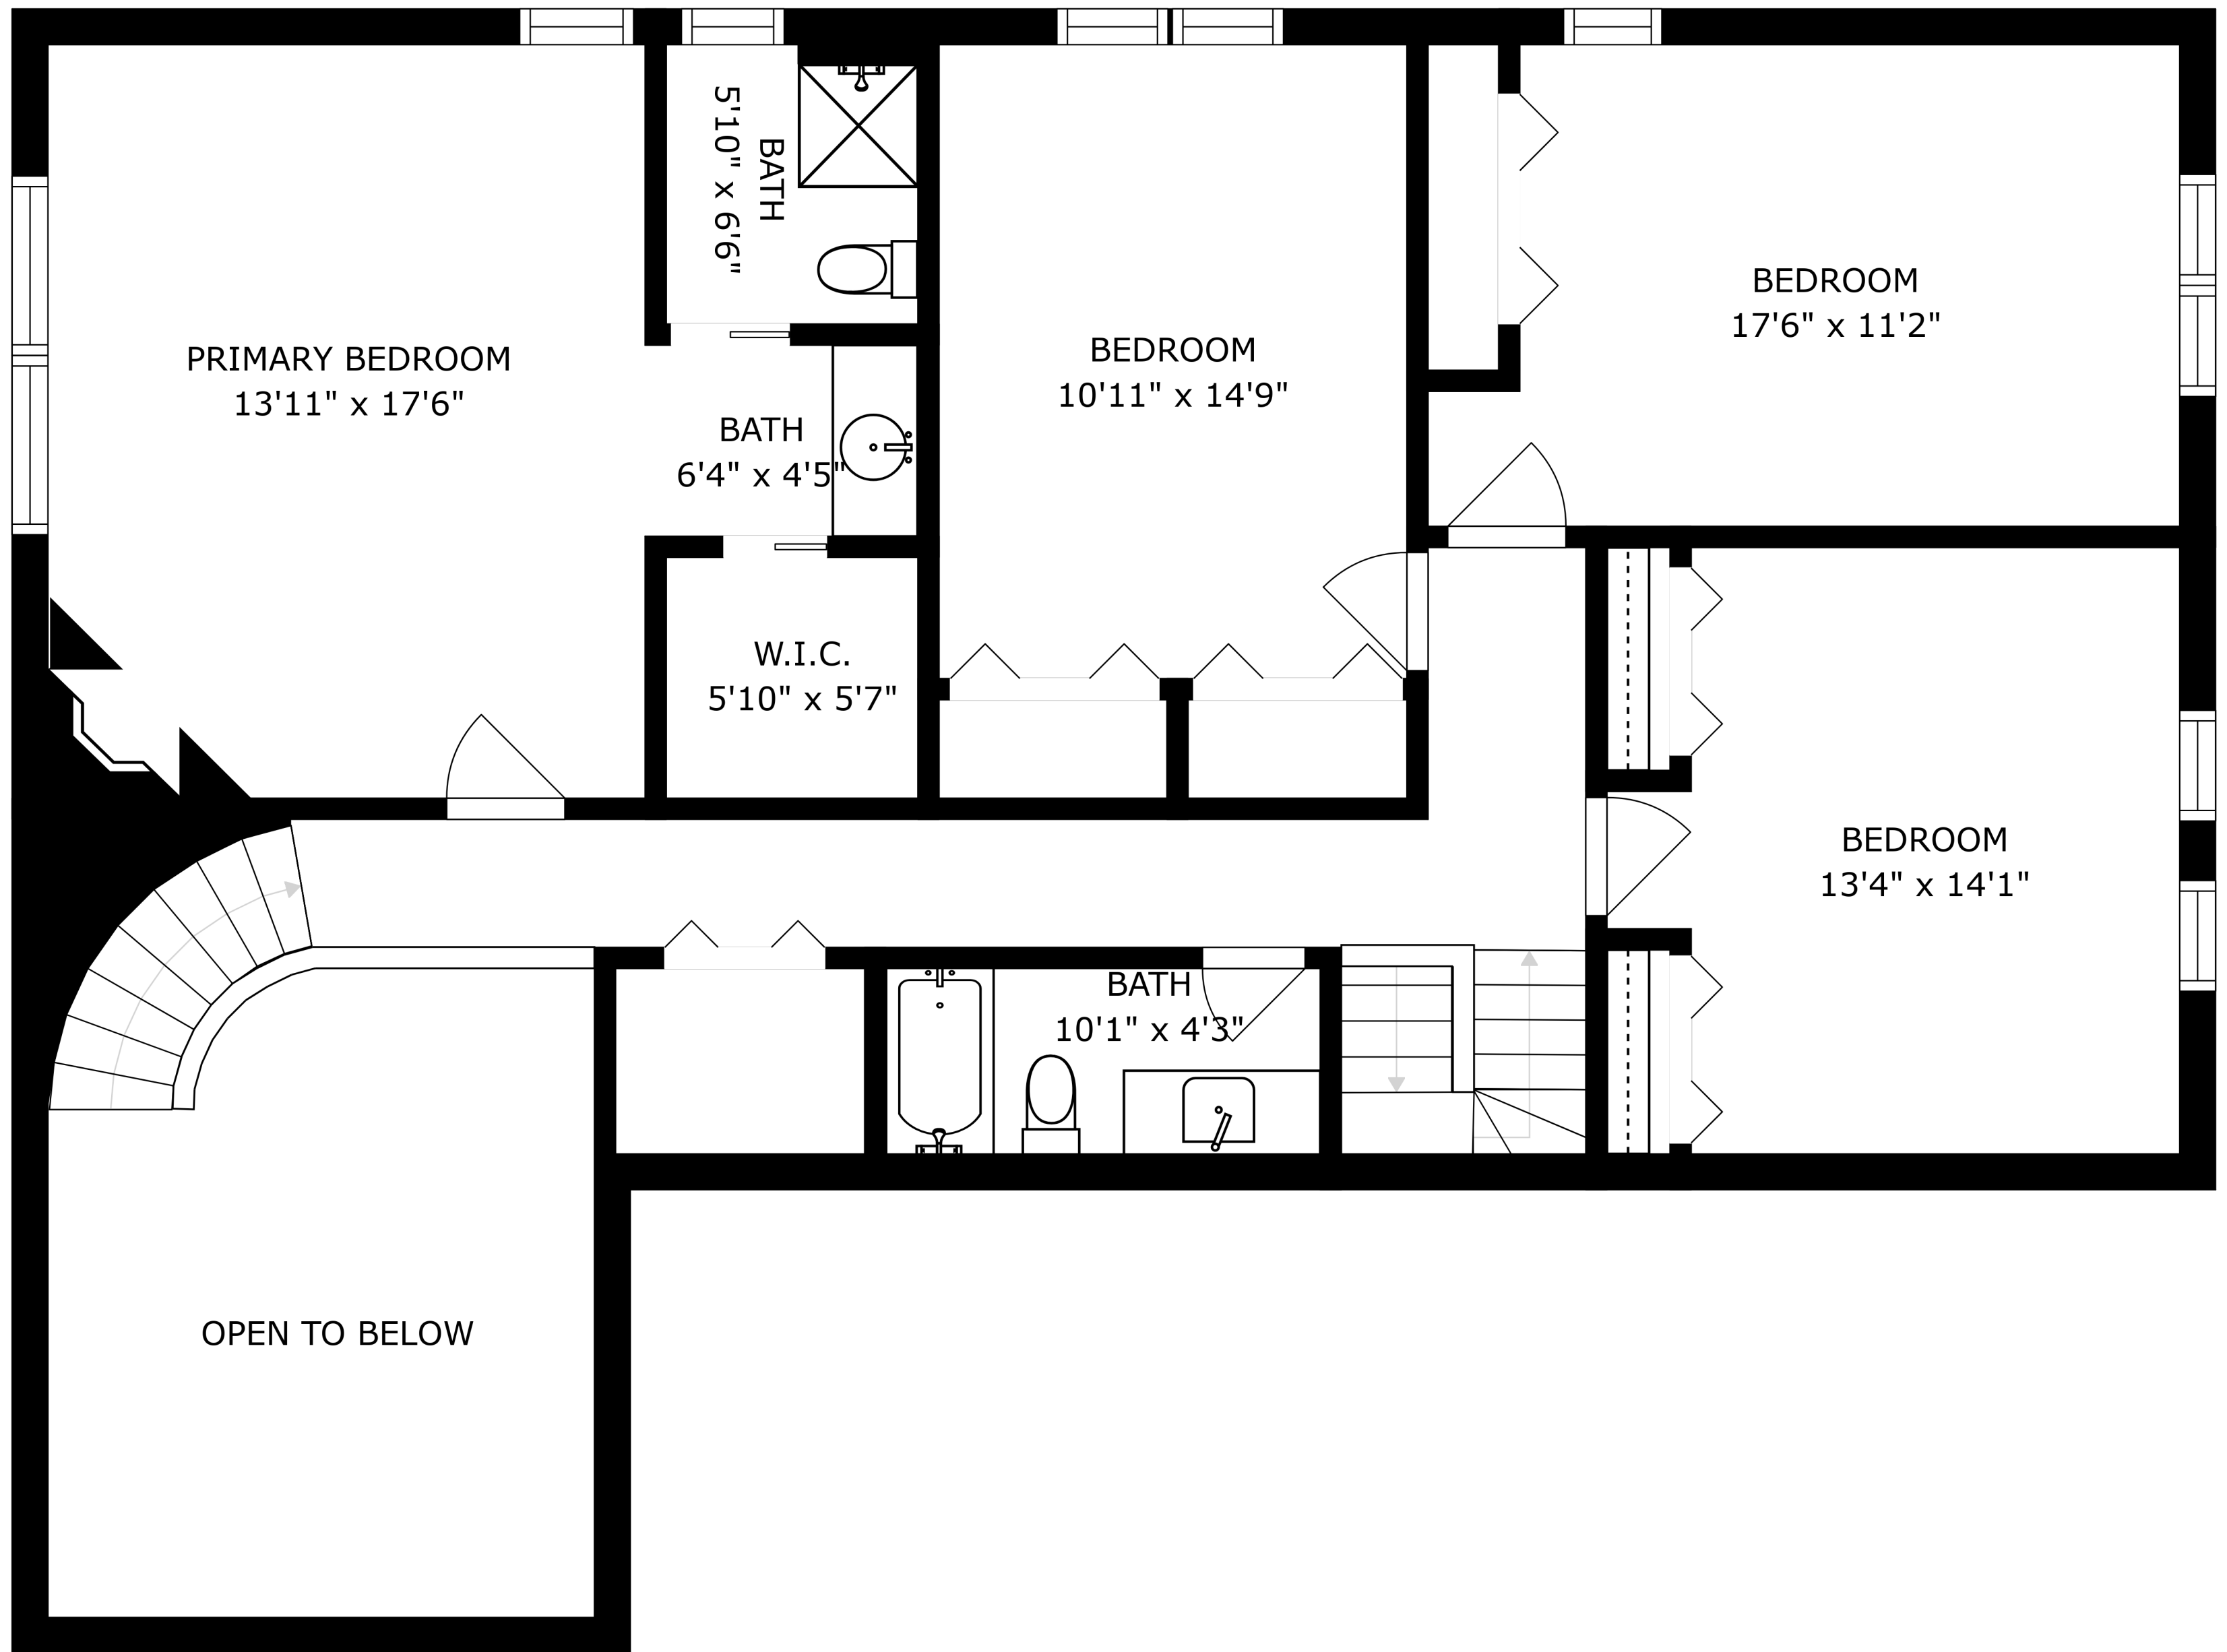 BATH
5'10" x 6'6"
PRIMARY BEDROOM
13'11" x 17'6"
BATH
6'4" x 4'5"
W.I.C.
5'10" x 5'7"
BEDROOM
10'11" x 14'9"
BEDROOM
17'6" x 11'2"
BEDROOM
13'4" x 14'1"
BATH
10'1" x 4'3"
OPEN TO BELOW